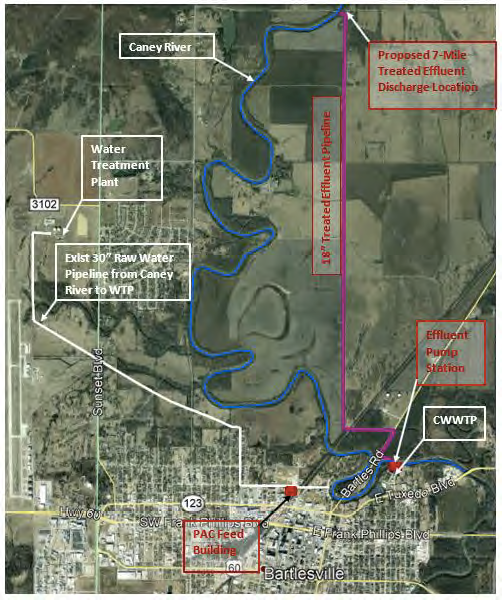 Caney River
Proposed 7-Mile
Treated Effluent
Discharge Location
Water
Treatment
Plant
16" Treated Effluent Pipeline
3102
Exist 30" Raw Water
Pipeline from Caney
River to WTP
Effluent
Pump
Station
Sunset Blvd
CWWTP
Bartles Rd
E Tuxedo Blvd
123
Hwy 60
SW Frank Phillips Blvd
E Frank Phillips Blvd
PAC Feed
Building
60
Bartlesville